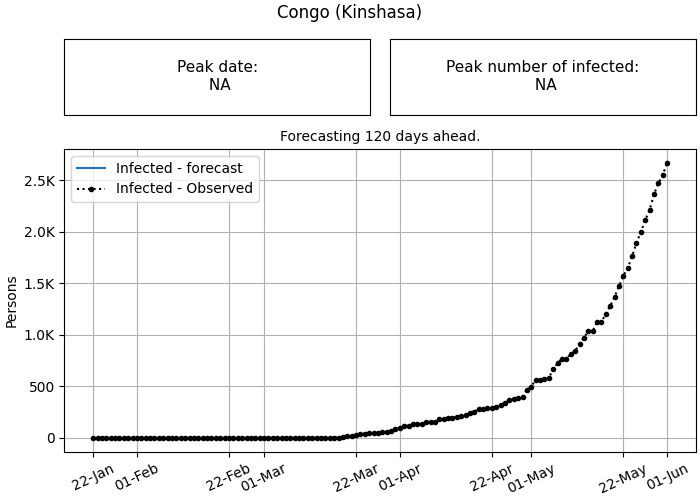 Congo (Kinshasa)
Peak date:
NA
Peak number of infected:
NA
Forecasting 120 days ahead.
Infected - forecast
Infected - Observed
Persons
2.5K
2.0K
1.5K
1.0K
500
0
22-Jan
01-Feb
22-Feb
01-Mar
22-Mar
01-Apr
22-Apr
01-May
22-May
01-Jun